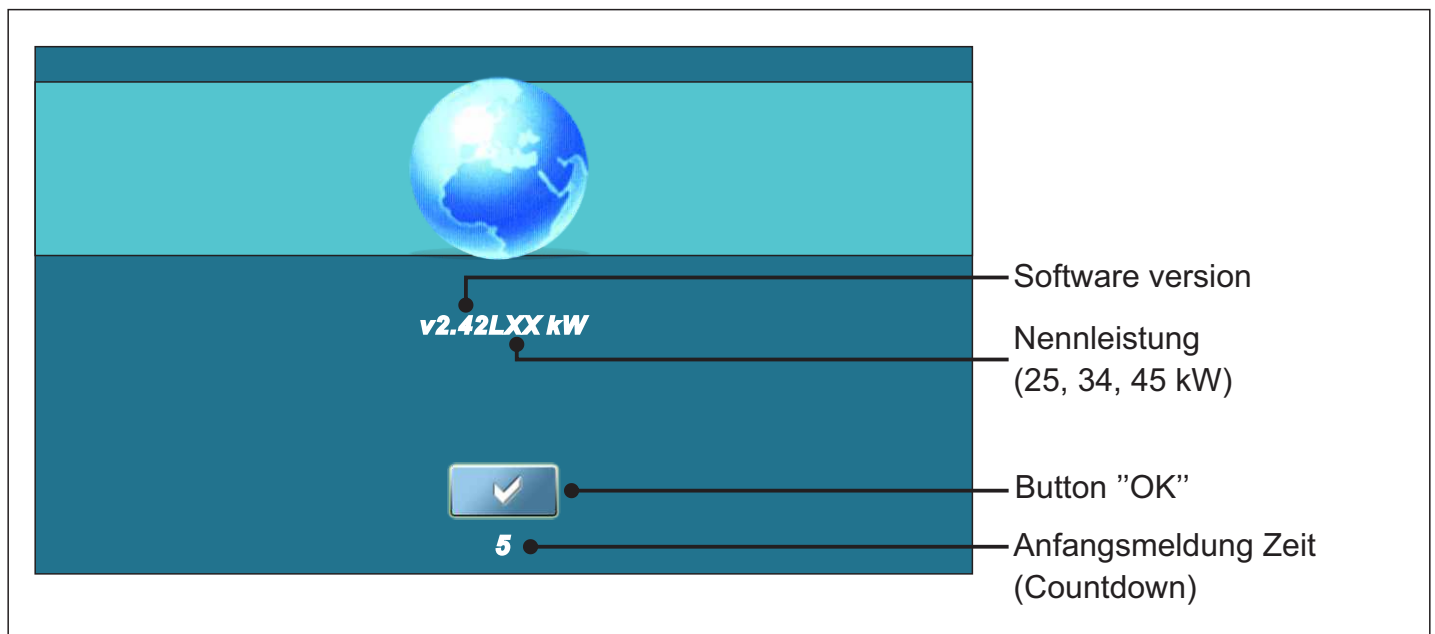 Software version
v2.42LXX kW
Nennleistung
(25, 34, 45 kW)
Button ’’OK’’
5
Anfangsmeldung Zeit
(Countdown)